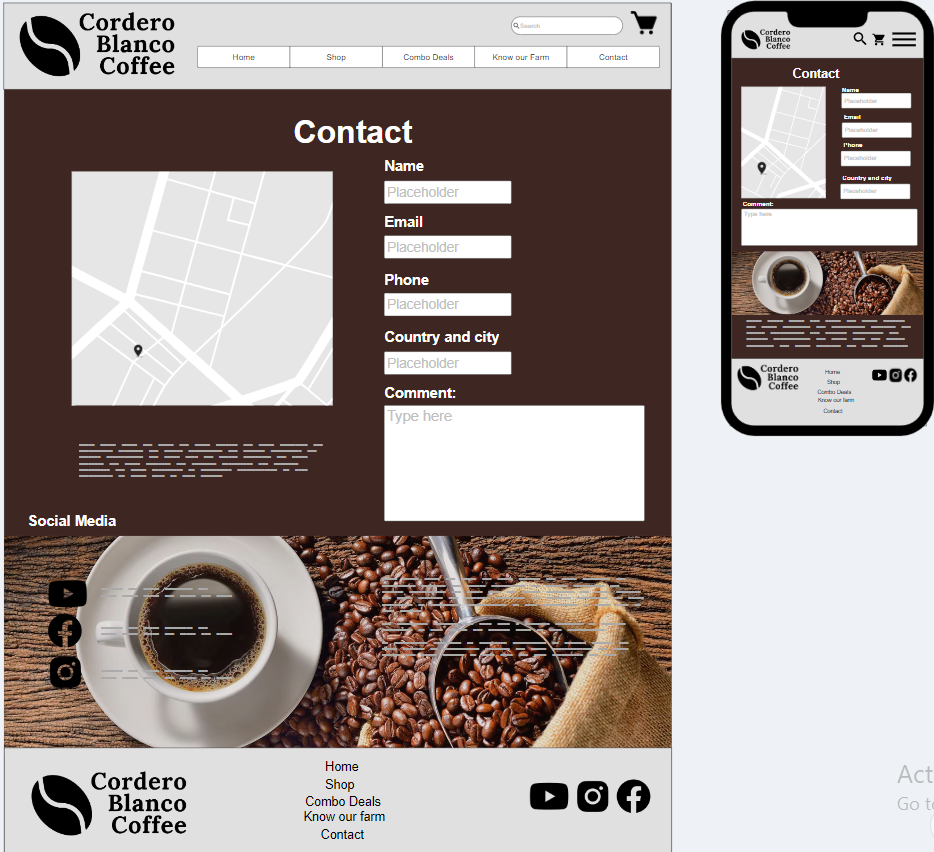 Cordero
Blanco
Coffee
Search
Home
Shop
Combo Deals
Know our Farm
Contact
Contact
Name
Placeholder
Email
Placeholder
Phone
Placeholder
Country and city
Placeholder
Comment:
Type here
Social Media
Cordero
Blanco
Coffee
Home
Shop
Combo Deals
Know our farm
Contact
Cordero
Blanco
Coffee
Contact
Name
Placeholder
Email
Placeholder
Phone
Placeholder
Country and city
Placeholder
Comment:
Type here
Cordero
Blanco
Coffee
Home
Shop
Combo Deals
Know our farm
Contact
Act
Go to